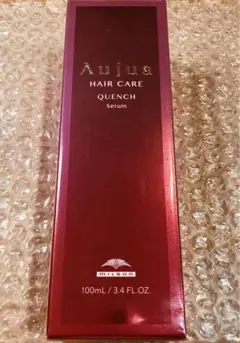 Aujua
HAIR CARE
QUENCH
Serum
MILBON
100mL / 3.4 FL.OZ.